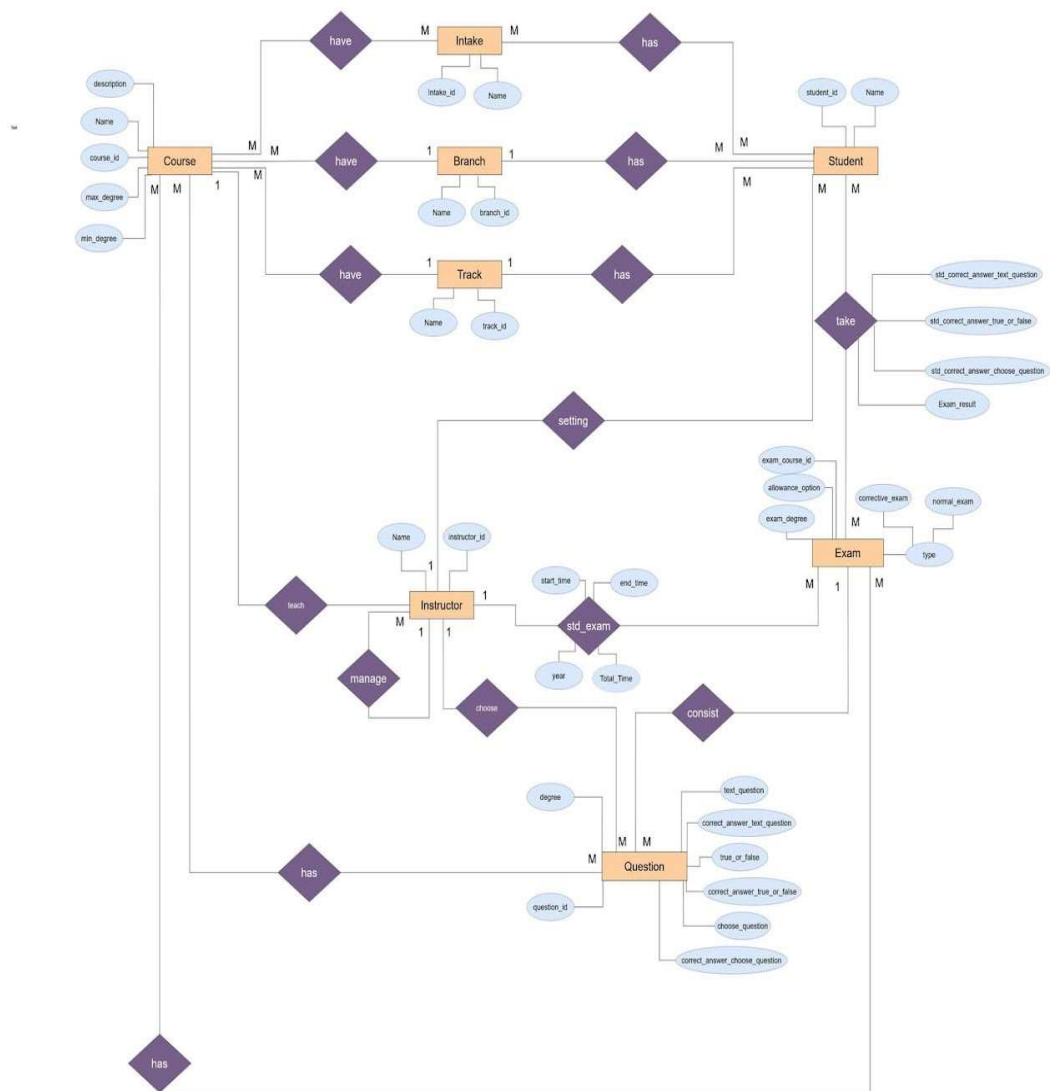 M
M
M
have
Intake
has
description
Intake_id
Name
student_id
Name
Name
M
M
M
M
course_id
Course
M
have
1
Branch
1
has
M
Student
M
M
1
M
M
M
M
max_degree
min_degree
Name
branch_id
have
1
Track
1
has
Name
track_id
std_correct_answer_text_question
take
std_correct_answer_true_or_false
std_correct_answer_choose_question
Exam_result
setting
exam_course_id
allowance_option
corrective_exam
normal_exam
exam_degree
M
Exam
type
Name
instructor_id
1
start_time
end_time
M
1
M
teach
Instructor
1
M
1
1
std_exam
manage
year
Total_Time
choose
consist
degree
text_question
correct_answer_text_question
M
M
M
Question
true_or_false
has
correct_answer_true_or_false
question_id
choose_question
correct_answer_choose_question
has